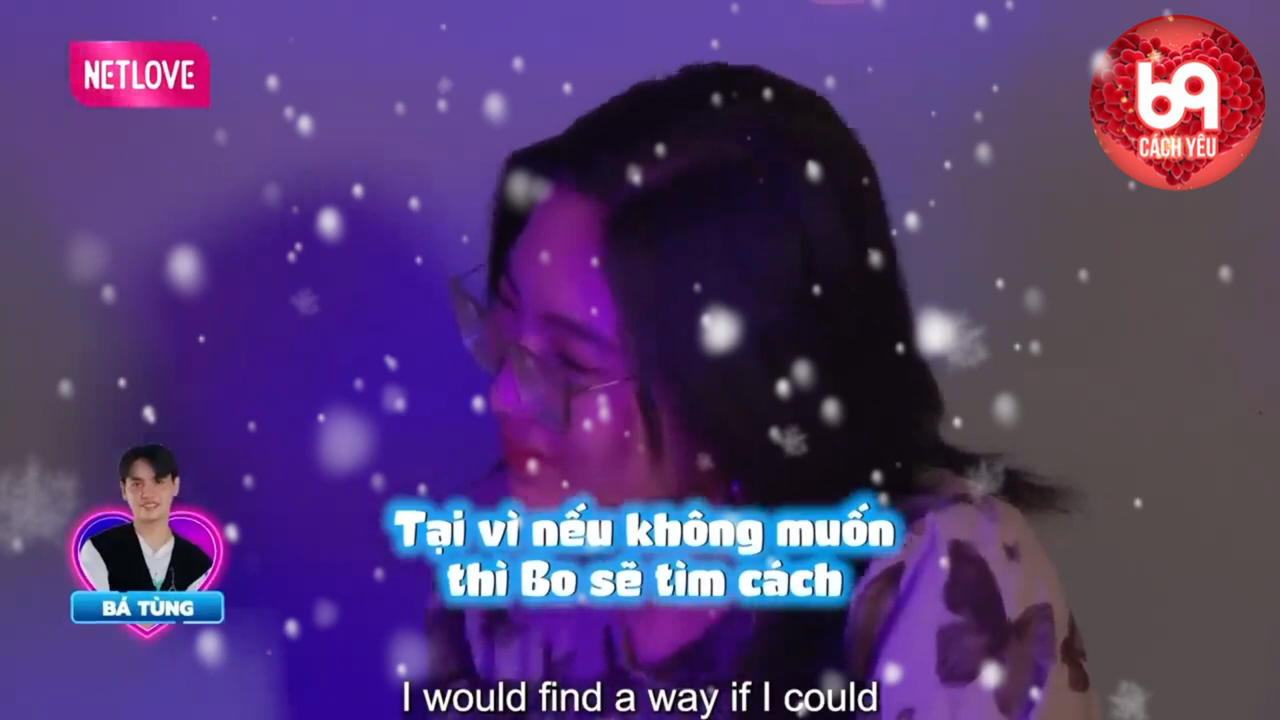 NETLOVE
69
CÁCH YÊU
Tại vì nếu không muốn
thì Bo sẽ tìm cách
BÁ TÙNG
I would find a way if I could